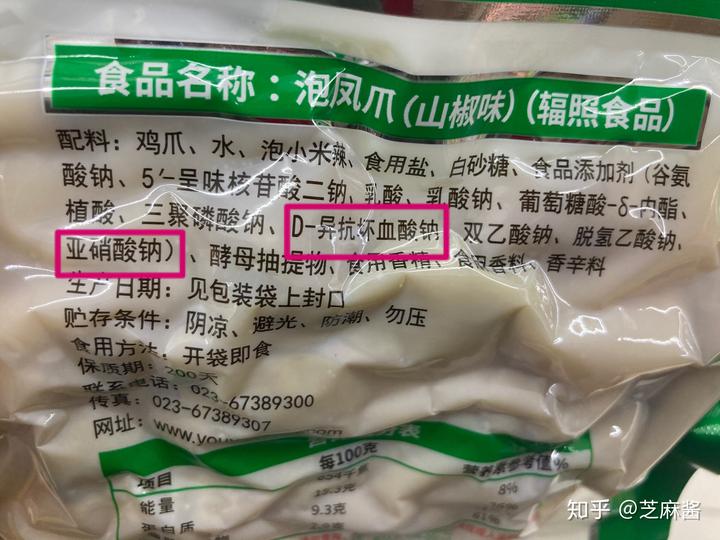 食品名称：泡凤爪(山椒味)(辐照食品)
配料：鸡爪、水、泡小米辣、食用盐、白砂糖、食品添加剂（谷氨
酸钠、5´-呈味核苷酸二钠、乳酸、乳酸钠、葡萄糖酸-δ-内酯、
植酸、三聚磷酸钠、D-异抗坏血酸钠、双乙酸钠、脱氢乙酸钠、
亚硝酸钠）、酵母抽提物、食用香精、食用香料、香辛料
生产日期：见包装袋上封口
贮存条件：阴凉、避光、防潮、勿压
食用方法：开袋即食
保质期：200天
联系电话：023-67389300
传真：023-67389307
网址：www.you
项目 每100克 营养素参考值%
能量 8%
蛋白质 9.3克
知乎 @芝麻酱